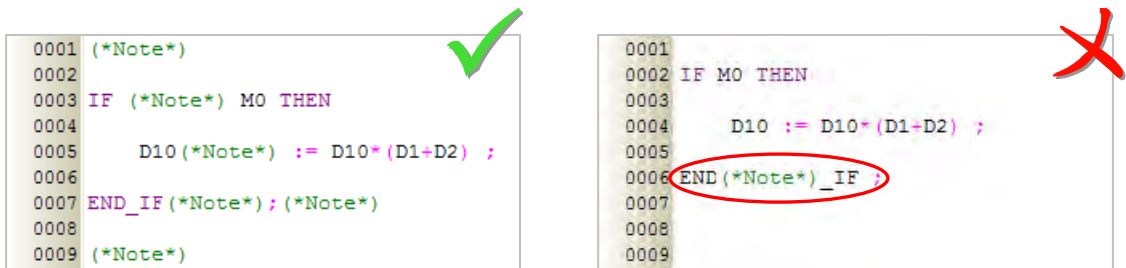 0001 (*Note*)
0002
0003 IF (*Note*) M0 THEN
0004
0005 D10(*Note*) := D10*(D1+D2) ;
0006
0007 END_IF(*Note*);(*Note*)
0008
0009 (*Note*)
0001
0002 IF M0 THEN
0003
0004 D10 := D10*(D1+D2) ;
0005
0006 END(*Note*)_IF ;
0007
0008
0009